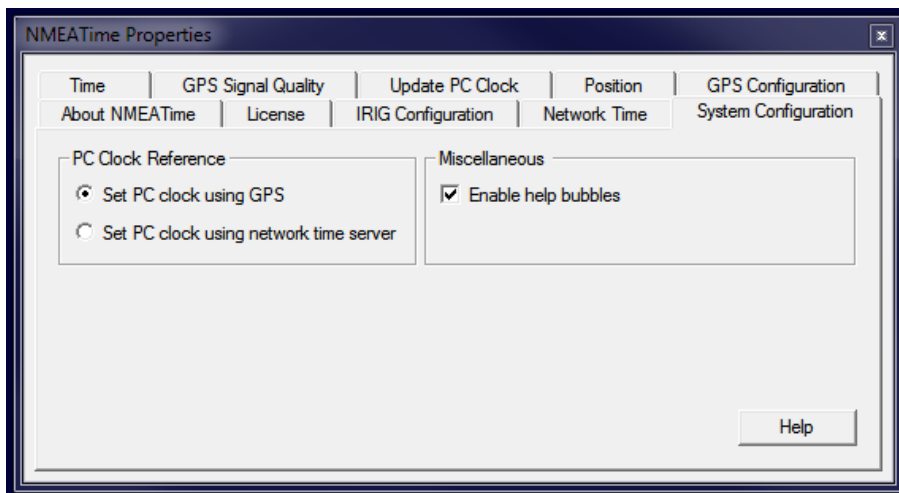 NMEATime Properties
Time GPS Signal Quality Update PC Clock Position GPS Configuration
About NMEATime License IRIG Configuration Network Time System Configuration
PC Clock Reference Miscellaneous
Set PC clock using GPS Enable help bubbles
Set PC clock using network time server
Help